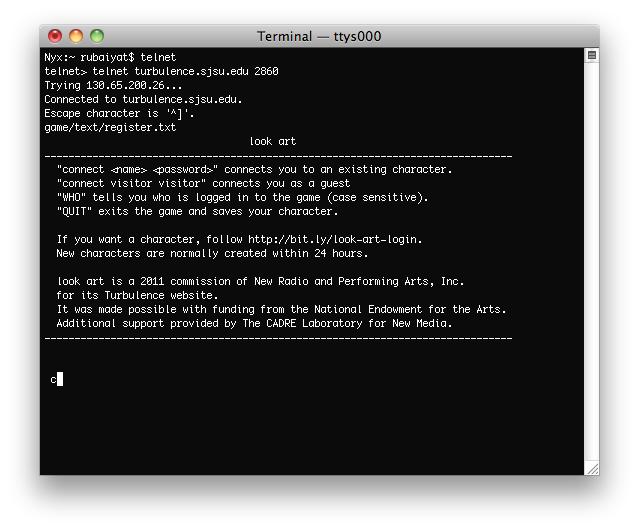 Terminal — ttys000
Nyx:~ rubaiyat$ telnet
telnet> telnet turbulence.sjsu.edu 2860
Trying 130.65.200.26...
Connected to turbulence.sjsu.edu.
Escape character is '^]'.
game/text/register.txt
look art
------------------------------------------------------------------------------
"connect <name> <password>" connects you to an existing character.
"connect visitor visitor" connects you as a guest
"WHO" tells you who is logged in to the game (case sensitive).
"QUIT" exits the game and saves your character.
If you want a character, follow http://bit.ly/look-art-login.
New characters are normally created within 24 hours.
look art is a 2011 commission of New Radio and Performing Arts, Inc.
for its Turbulence website.
It was made possible with funding from the National Endowment for the Arts.
Additional support provided by The CADRE Laboratory for New Media.
------------------------------------------------------------------------------
c